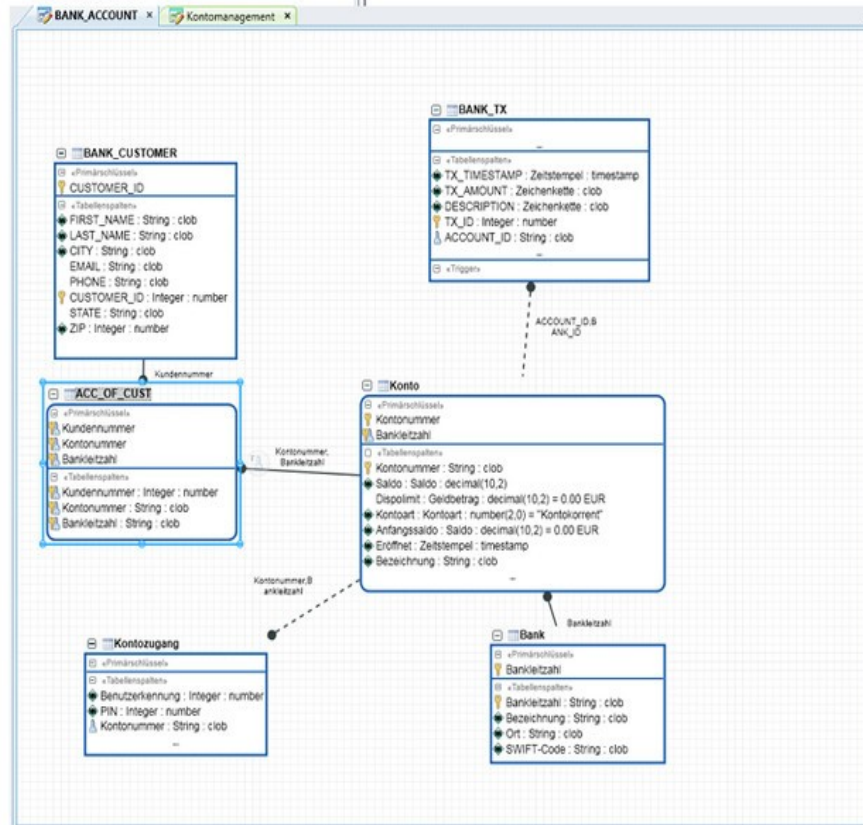 BANK_ACCOUNT ×
Kontomanagement ×
BANK_TX
«Primärschlüssel»
...
«Tabellenspalten»
TX_TIMESTAMP : Zeitstempel : timestamp
TX_AMOUNT : Zeichenkette : clob
DESCRIPTION : Zeichenkette : clob
TX_ID : Integer : number
ACCOUNT_ID : String : clob
...
«Trigger»
BANK_CUSTOMER
«Primärschlüssel»
CUSTOMER_ID
«Tabellenspalten»
FIRST_NAME : String : clob
LAST_NAME : String : clob
CITY : String : clob
EMAIL : String : clob
PHONE : String : clob
CUSTOMER_ID : Integer : number
STATE : String : clob
ZIP : Integer : number
ACCOUNT_ID,B
ANK_ID
Kundennummer
ACC_OF_CUST
«Primärschlüssel»
Kundennummer
Kontonummer
Bankleitzahl
«Tabellenspalten»
Kundennummer : Integer : number
Kontonummer : String : clob
Bankleitzahl : String : clob
Kontonummer,
Bankleitzahl
Konto
«Primärschlüssel»
Kontonummer
Bankleitzahl
«Tabellenspalten»
Kontonummer : String : clob
Saldo : Saldo : decimal(10,2)
Dispolimit : Geldbetrag : decimal(10,2) = 0.00 EUR
Kontoart : Kontoart : number(2,0) = "Kontokorrent"
Anfangssaldo : Saldo : decimal(10,2) = 0.00 EUR
Eröffnet : Zeitstempel : timestamp
Bezeichnung : String : clob
...
Kontonummer,B
ankleitzahl
Bankleitzahl
Kontozugang
«Primärschlüssel»
«Tabellenspalten»
Benutzerkennung : Integer : number
PIN : Integer : number
Kontonummer : String : clob
...
Bank
«Primärschlüssel»
Bankleitzahl
«Tabellenspalten»
Bankleitzahl : String : clob
Bezeichnung : String : clob
Ort : String : clob
SWIFT-Code : String : clob